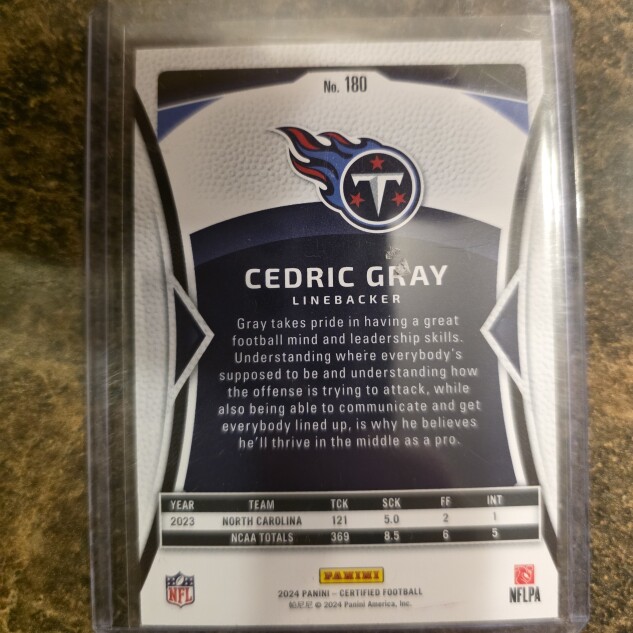 No. 180
T
CEDRIC GRAY
LINEBACKER
Gray takes pride in having a great
football mind and leadership skills.
Understanding where everybody's
supposed to be and understanding how
the offense is trying to attack, while
also being able to communicate and get
everybody lined up, is why he believes
he'll thrive in the middle as a pro.
YEAR TEAM TCK SCK FF INT
2023 NORTH CAROLINA 121 5.0 2 1
NCAA TOTALS 369 8.5 6 5
PANINI
NFL
NFLPA
2024 PANINI - CERTIFIED FOOTBALL
© 2024 Panini America, Inc.